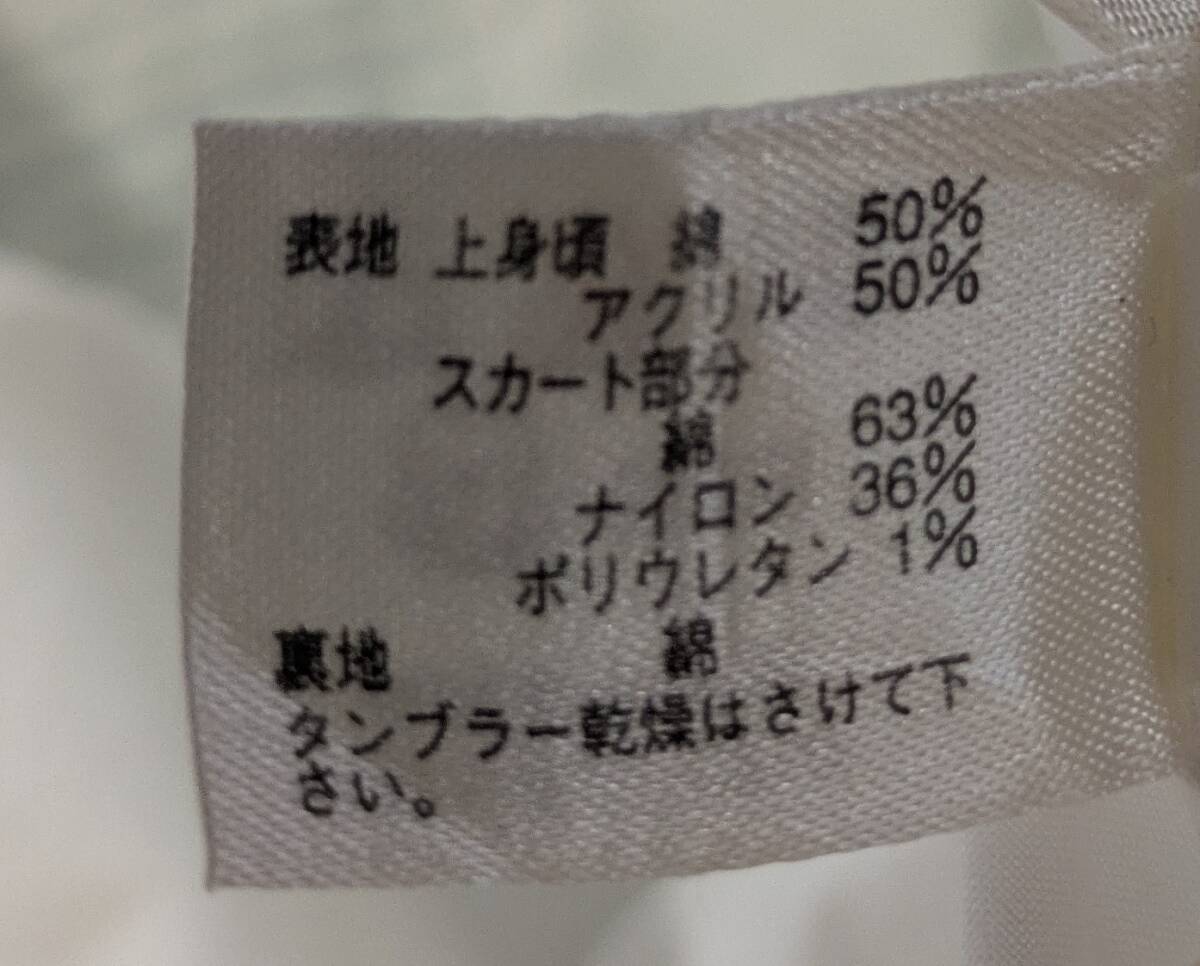 表地 上身頃 綿 50%
アクリル 50%
スカート部分
綿 63%
ナイロン 36%
ポリウレタン 1%
裏地 綿
タンブラー乾燥はさけて下
さい。